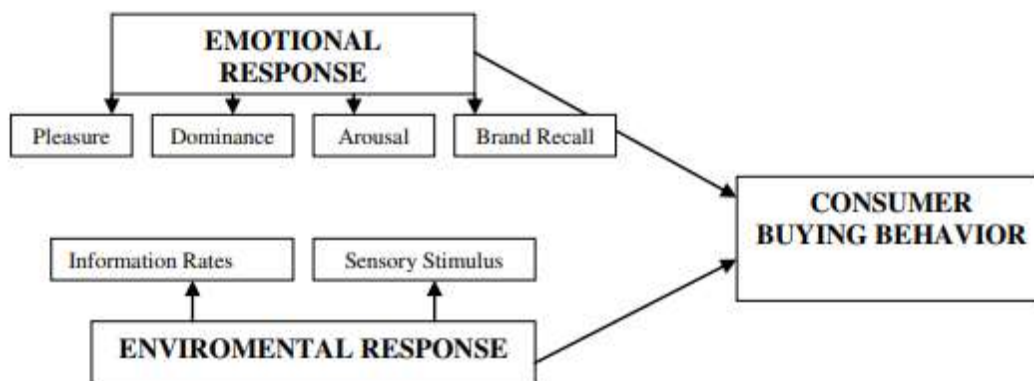 EMOTIONAL
RESPONSE
Pleasure
Dominance
Arousal
Brand Recall
CONSUMER
BUYING BEHAVIOR
Information Rates
Sensory Stimulus
ENVIROMENTAL RESPONSE